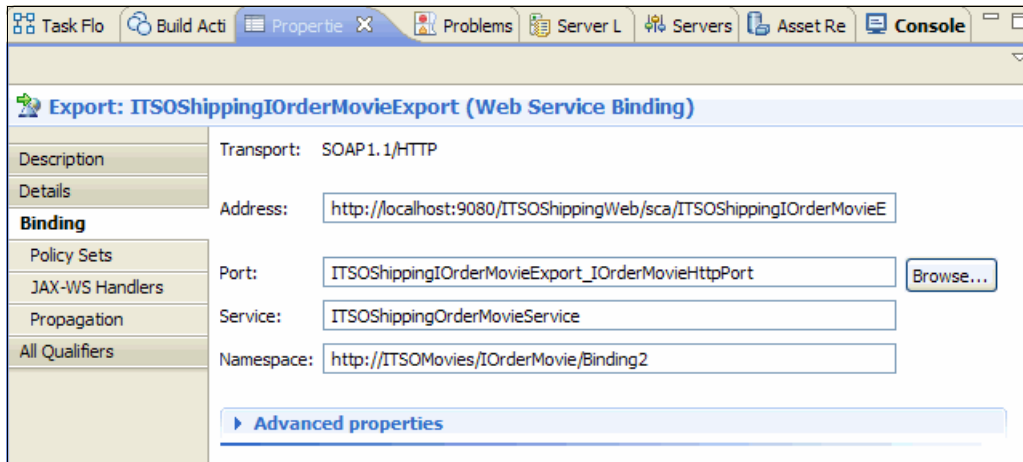 Task Flo Build Acti Propertie Problems Server L Servers Asset Re Console
Export: ITSOShippingIOrderMovieExport (Web Service Binding)
Description
Details
Binding
Policy Sets
JAX-WS Handlers
Propagation
All Qualifiers
Transport: SOAP1.1/HTTP
Address: http://localhost:9080/ITSOShippingWeb/sca/ITSOShippingIOrderMovieE
Port: ITSOShippingIOrderMovieExport_IOrderMovieHttpPort Browse...
Service: ITSOShippingOrderMovieService
Namespace: http://ITSOMovies/IOrderMovie/Binding2
Advanced properties